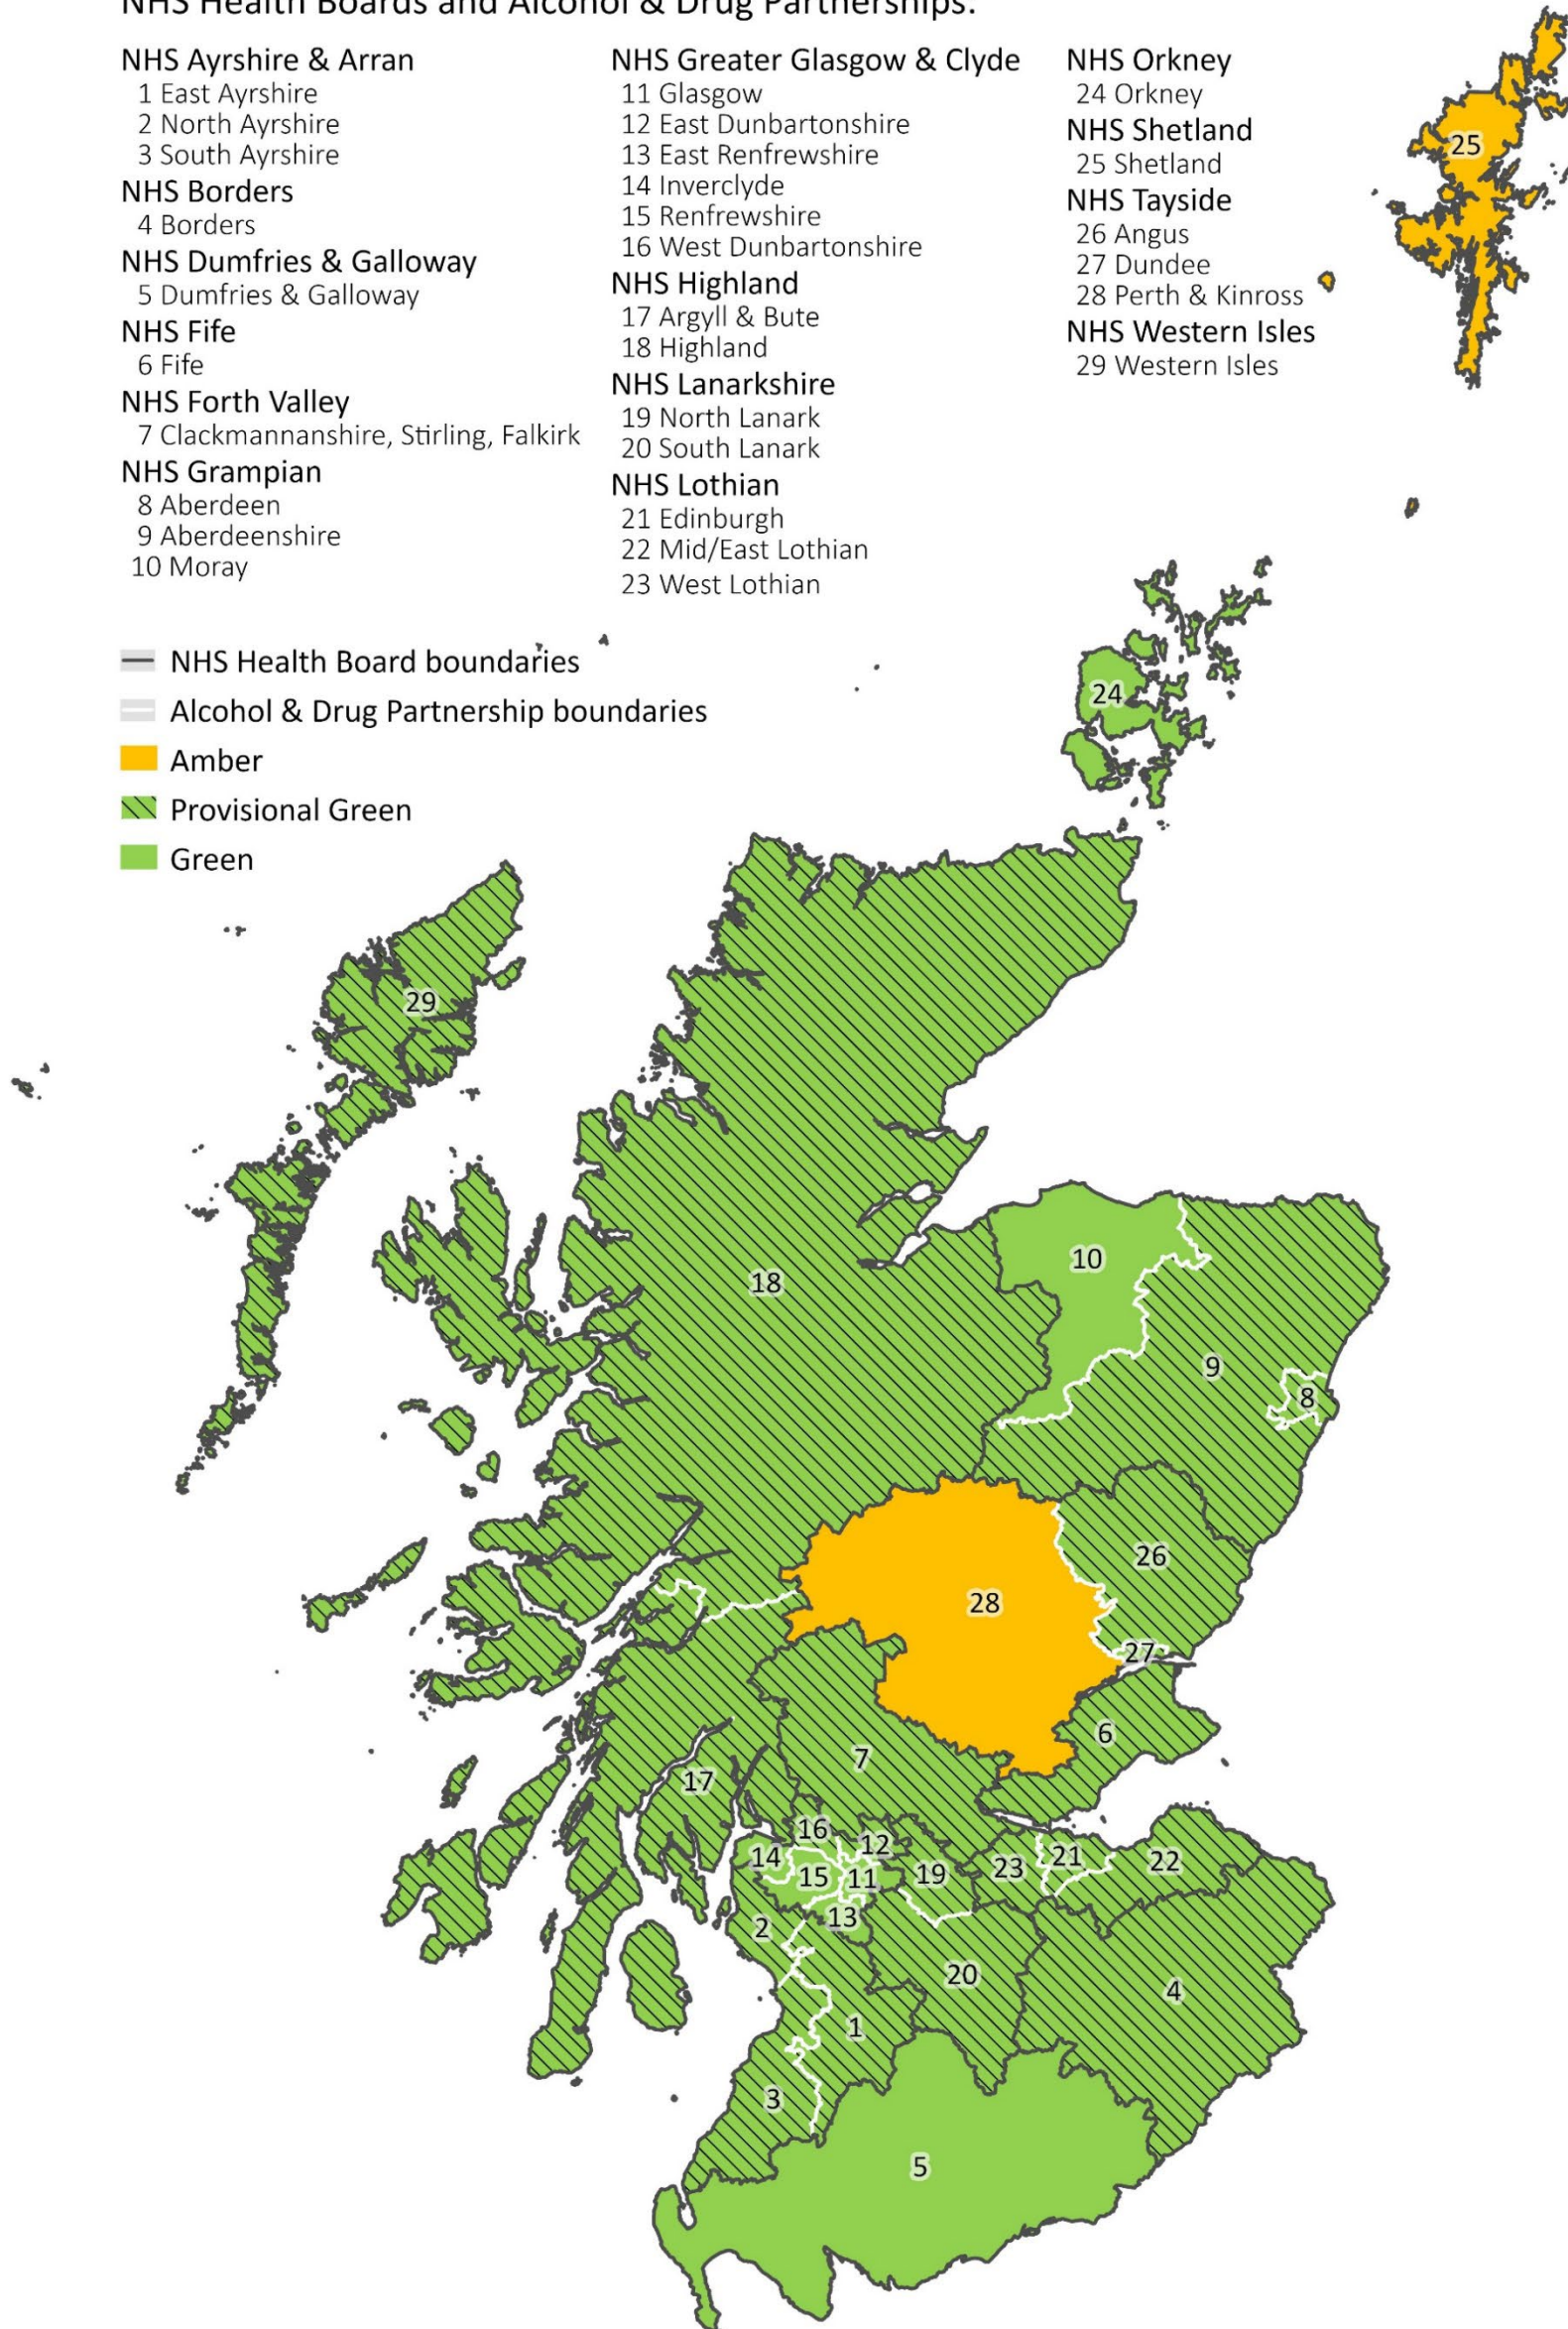 NHS Health Boards and Alcohol & Drug Partnerships:
NHS Ayrshire & Arran
1 East Ayrshire
2 North Ayrshire
3 South Ayrshire
NHS Borders
4 Borders
NHS Dumfries & Galloway
5 Dumfries & Galloway
NHS Fife
6 Fife
NHS Forth Valley
7 Clackmannanshire, Stirling, Falkirk
NHS Grampian
8 Aberdeen
9 Aberdeenshire
10 Moray
NHS Greater Glasgow & Clyde
11 Glasgow
12 East Dunbartonshire
13 East Renfrewshire
14 Inverclyde
15 Renfrewshire
16 West Dunbartonshire
NHS Highland
17 Argyll & Bute
18 Highland
NHS Lanarkshire
19 North Lanark
20 South Lanark
NHS Lothian
21 Edinburgh
22 Mid/East Lothian
23 West Lothian
NHS Orkney
24 Orkney
NHS Shetland
25 Shetland
NHS Tayside
26 Angus
27 Dundee
28 Perth & Kinross
NHS Western Isles
29 Western Isles
NHS Health Board boundaries
Alcohol & Drug Partnership boundaries
Amber
Provisional Green
Green
25
24
29
18
10
9
8
26
28
27
6
7
17
16
12
14
15
11
19
23
21
22
2
13
20
4
1
3
5